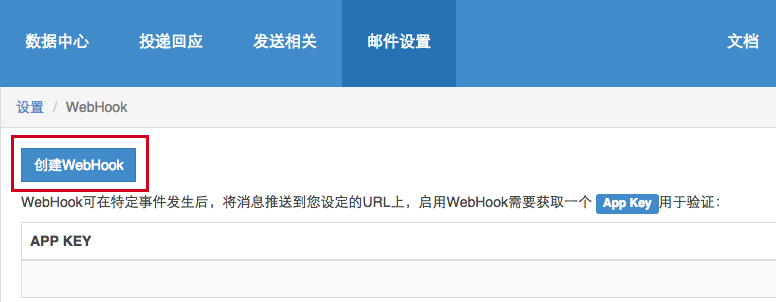 数据中心 投递回应 发送相关 邮件设置 文档
设置 / WebHook
创建WebHook
WebHook可在特定事件发生后，将消息推送到您设定的URL上，启用WebHook需要获取一个 App Key 用于验证：
APP KEY